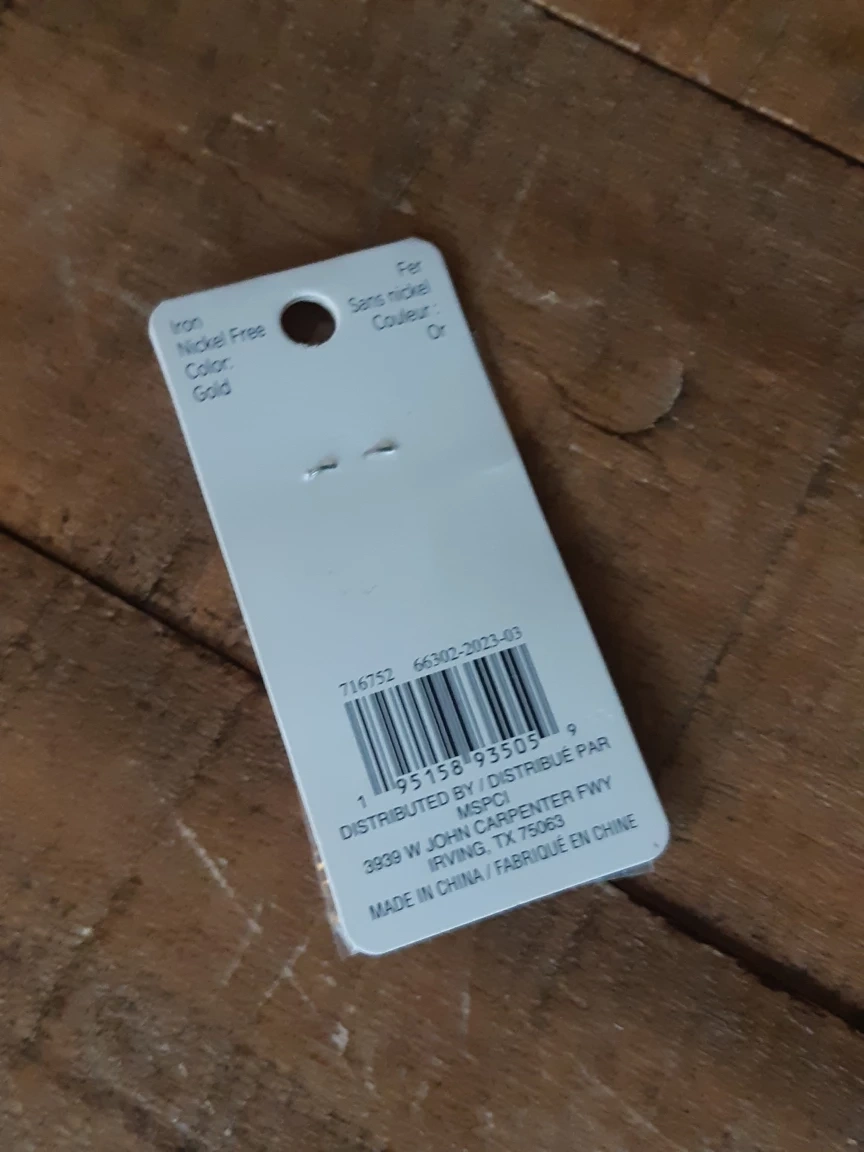 Iron
Nickel Free
Color:
Gold
Fer
Sans nickel
Couleur :
Or
716752 66302-2023-03
1 95158 93505 9
DISTRIBUTED BY / DISTRIBUÉ PAR
MSPCI
3939 W JOHN CARPENTER FWY
IRVING, TX 75063
MADE IN CHINA / FABRIQUÉ EN CHINE